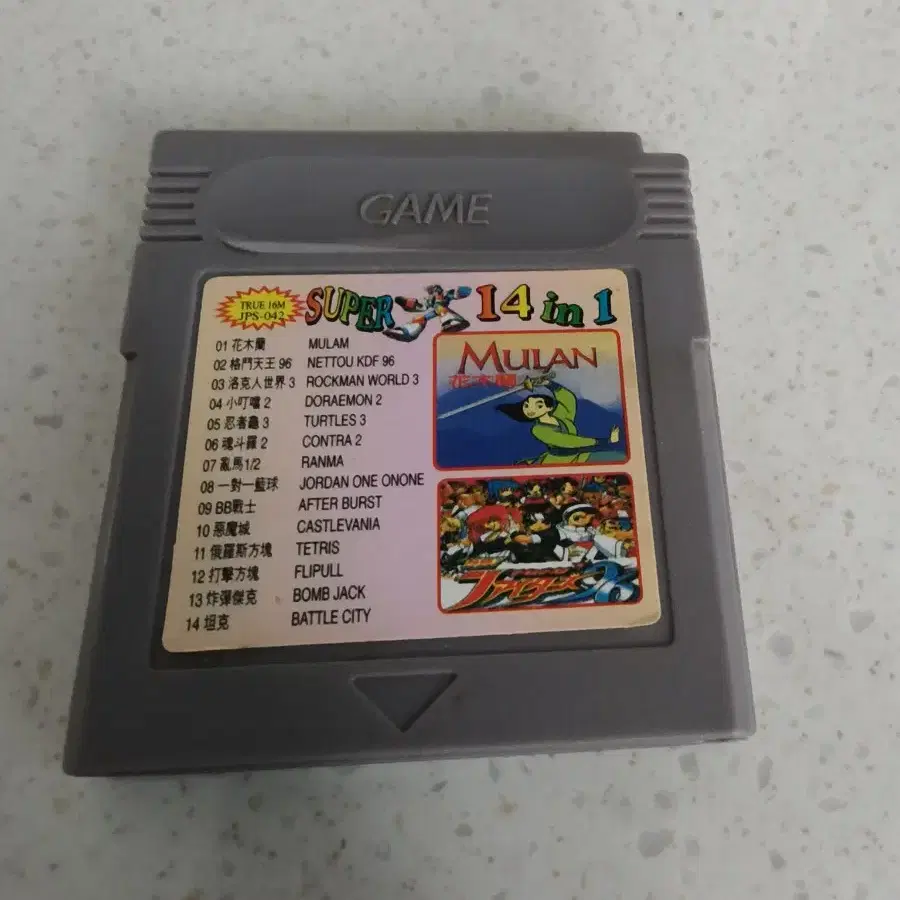 GAME
TRUE 16M
JPS-042
SUPER 14 in 1
01 花木蘭 MULAM
02 格鬥天王 96 NETTOU KDF 96
03 洛克人世界 3 ROCKMAN WORLD 3
04 小叮噹 2 DORAEMON 2
05 忍者龜 3 TURTLES 3
06 魂斗羅 2 CONTRA 2
07 亂馬1/2 RANMA
08 一對一籃球 JORDAN ONE ONONE
09 BB戰士 AFTER BURST
10 惡魔城 CASTLEVANIA
11 俄羅斯方塊 TETRIS
12 打擊方塊 FLIPULL
13 炸彈傑克 BOMB JACK
14 坦克 BATTLE CITY
MULAN
花木蘭
ファイターズ96